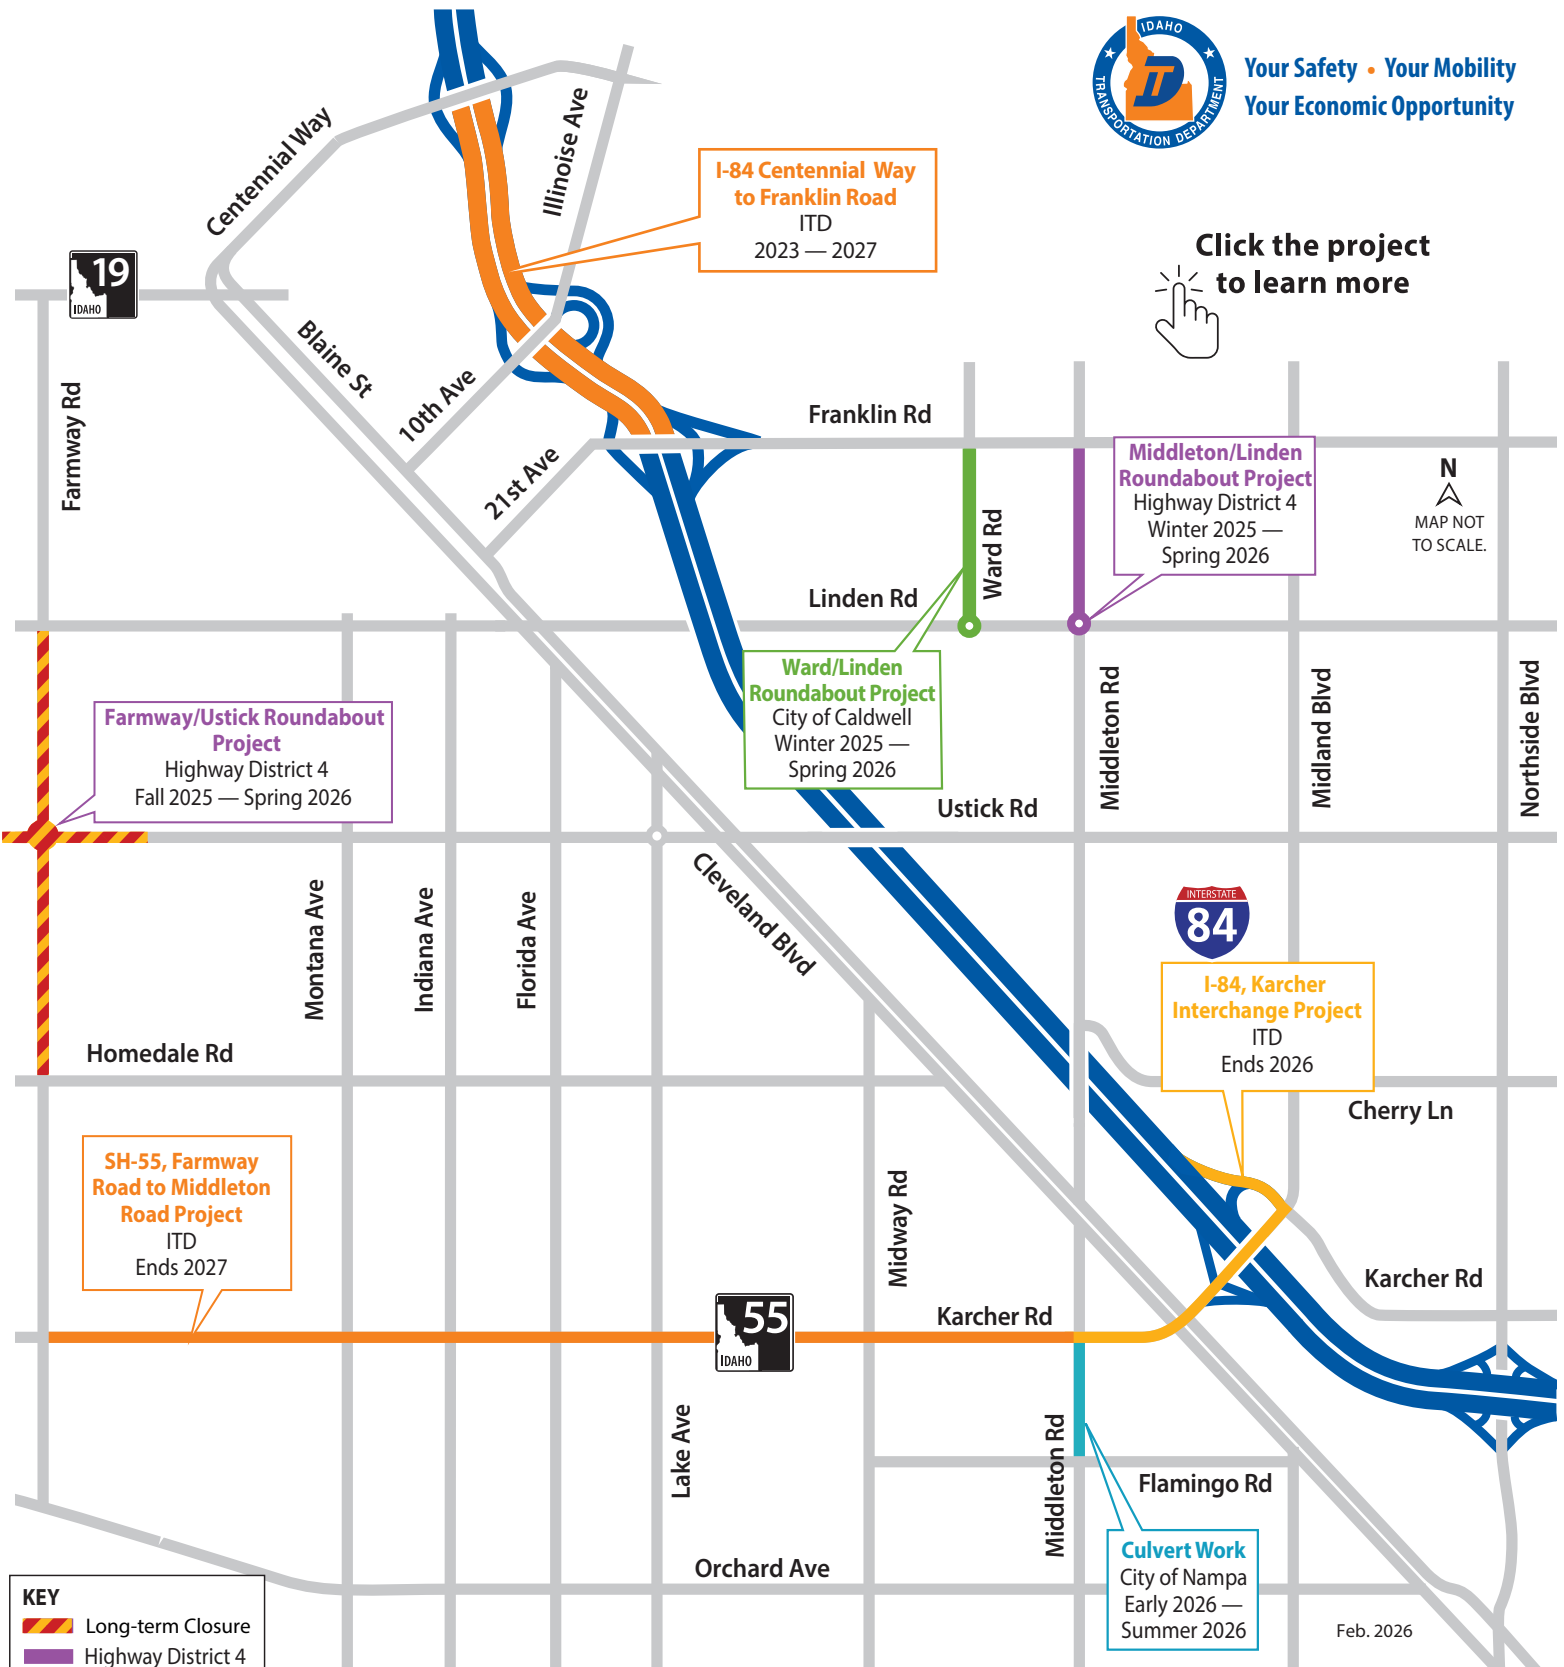 IDAHO
TRANSPORTATION DEPARTMENT
IT
Your Safety • Your Mobility
Your Economic Opportunity
Centennial Way
Illinoise Ave
I-84 Centennial Way
to Franklin Road
ITD
2023 — 2027
Click the project
to learn more
19
IDAHO
Farmway Rd
Blaine St
10th Ave
21st Ave
Franklin Rd
Ward Rd
Middleton/Linden
Roundabout Project
Highway District 4
Winter 2025 —
Spring 2026
N
MAP NOT
TO SCALE.
Linden Rd
Ward/Linden
Roundabout Project
City of Caldwell
Winter 2025 —
Spring 2026
Middleton Rd
Midland Blvd
Northside Blvd
Farmway/Ustick Roundabout
Project
Highway District 4
Fall 2025 — Spring 2026
Ustick Rd
Montana Ave
Indiana Ave
Florida Ave
Cleveland Blvd
INTERSTATE
84
I-84, Karcher
Interchange Project
ITD
Ends 2026
Homedale Rd
Cherry Ln
SH-55, Farmway
Road to Middleton
Road Project
ITD
Ends 2027
Midway Rd
Karcher Rd
Karcher Rd
55
IDAHO
Lake Ave
Middleton Rd
Flamingo Rd
Culvert Work
City of Nampa
Early 2026 —
Summer 2026
Orchard Ave
KEY
Long-term Closure
Highway District 4
Feb. 2026